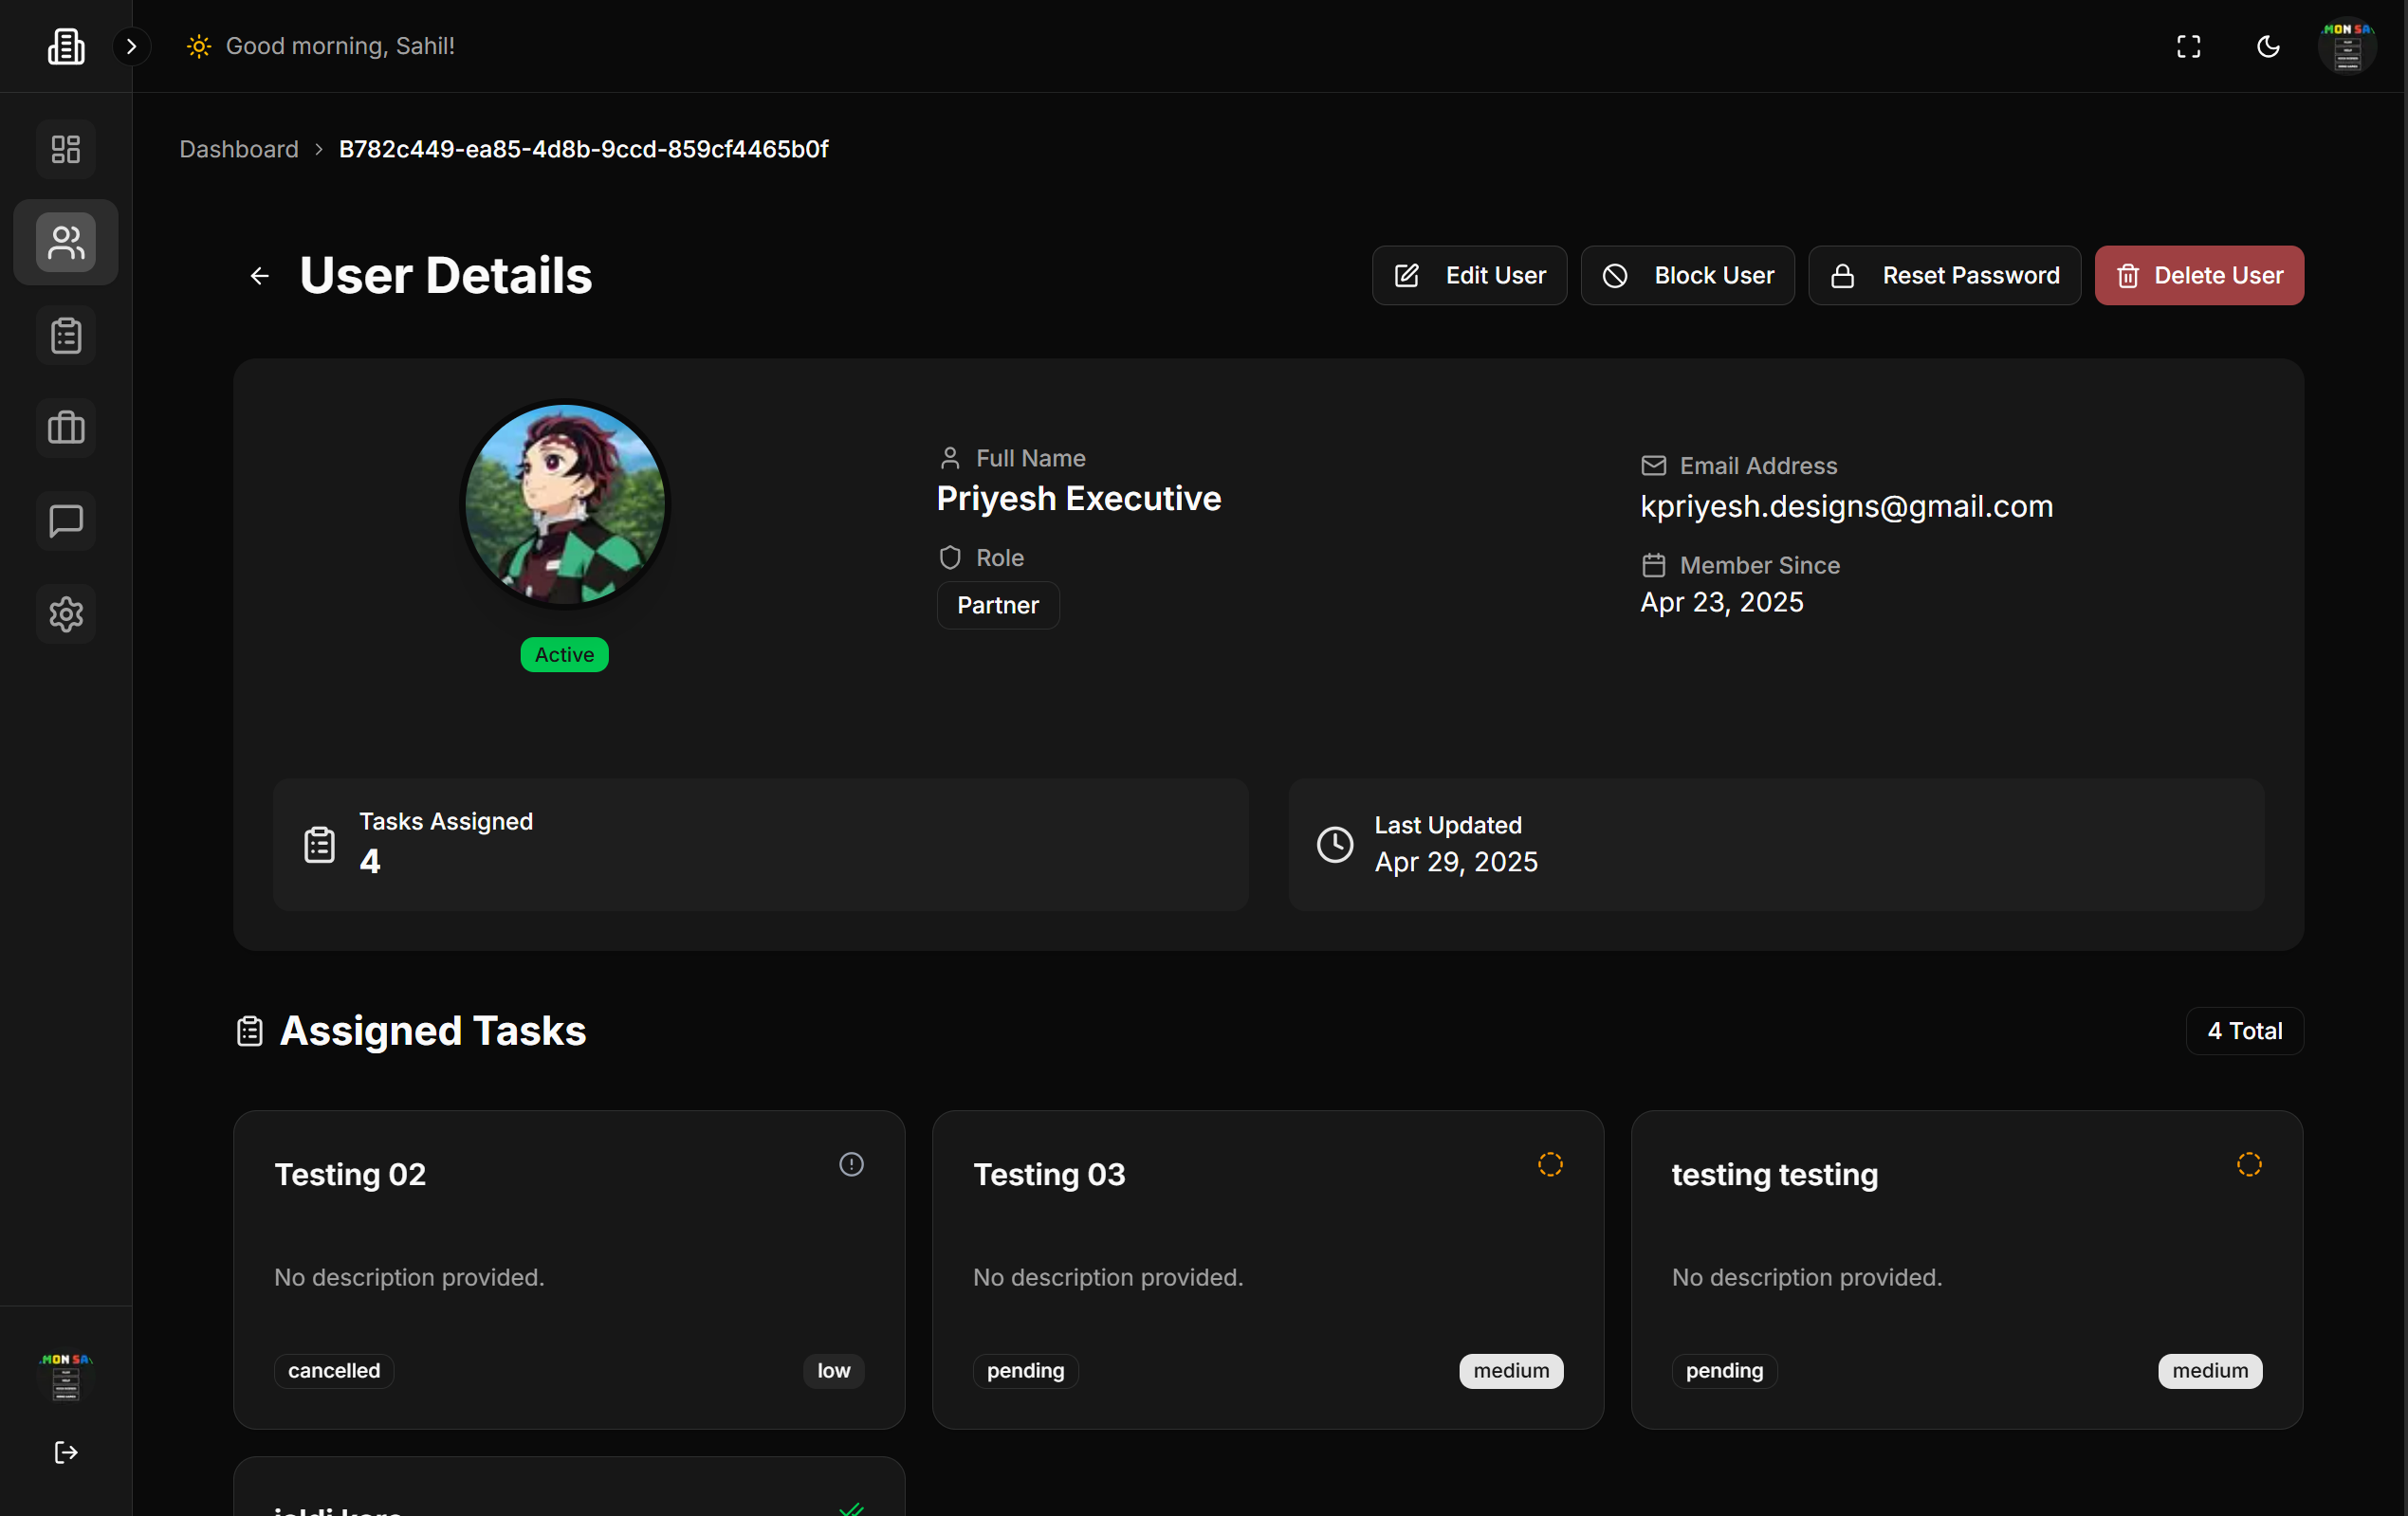 Good morning, Sahil!
Dashboard > B782c449-ea85-4d8b-9ccd-859cf4465b0f
User Details
Edit User
Block User
Reset Password
Delete User
Full Name
Priyesh Executive
Role
Partner
Email Address
kpriyesh.designs@gmail.com
Member Since
Apr 23, 2025
Active
Tasks Assigned
4
Last Updated
Apr 29, 2025
Assigned Tasks
4 Total
Testing 02
No description provided.
cancelled
low
Testing 03
No description provided.
pending
medium
testing testing
No description provided.
pending
medium